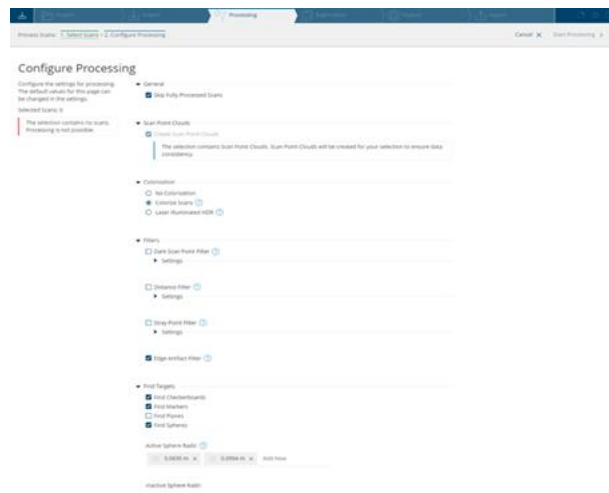 Processing
Process Scans: 1. Select Scans > 2. Configure Processing
Cancel X Start Processing >
Configure Processing
Configure the settings for processing.
The default values for this page can
be changed in the settings.
Selected Scans: 0
The selection contains no scans.
Processing is not possible.
General
Skip Fully Processed Scans
Scan Point Clouds
Create Scan Point Clouds
The selection contains Scan Point Clouds. Scan Point Clouds will be created for your selection to ensure data
consistency.
Colorization
No Colorization
Colorize Scans ?
Laser Illuminated HDR ?
Filters
Dark Scan Point Filter ?
Settings
Distance Filter ?
Settings
Stray Point Filter ?
Settings
Edge Artifact Filter ?
Find Targets
Find Checkerboards
Find Markers
Find Planes
Find Spheres
Active Sphere Radii ?
Add New
Inactive Sphere Radii